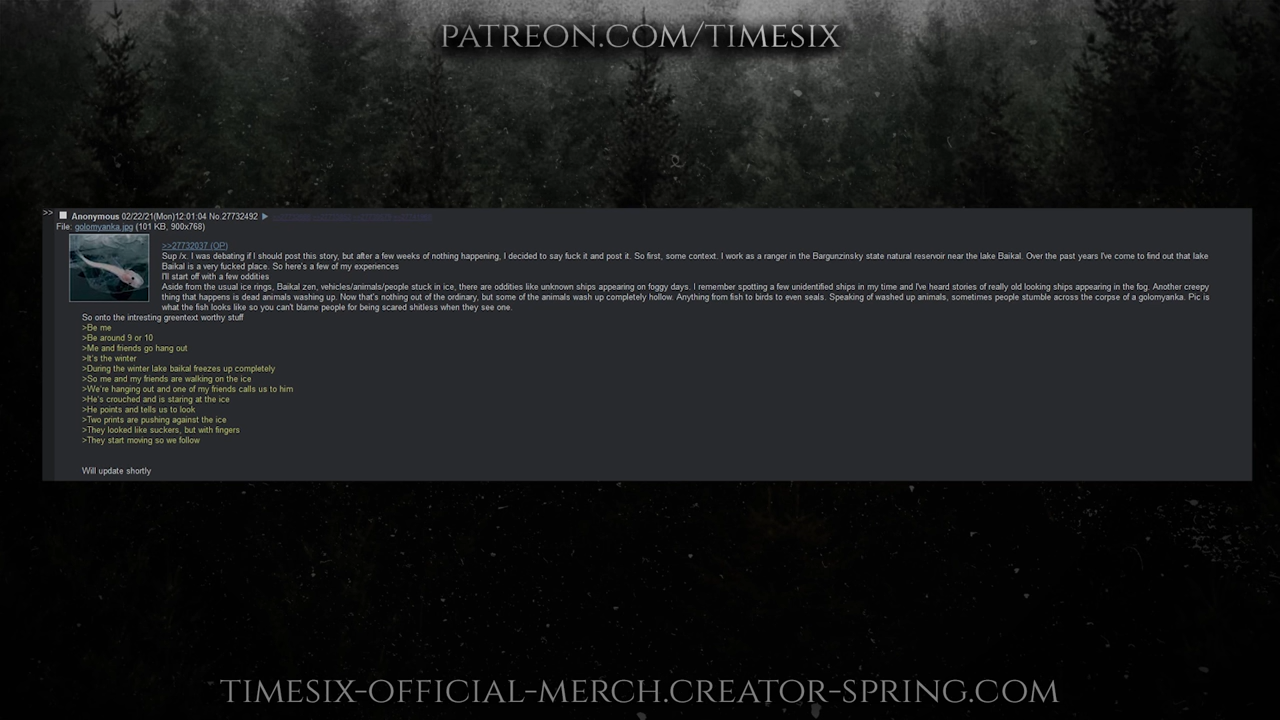 PATREON.COM/TIMESIX
>> Anonymous 02/22/21(Mon)12:01:04 No.27732492
File: golomyanka.jpg (101 KB, 900x768)
>>27732037 (OP)
Sup /x. I was debating if I should post this story, but after a few weeks of nothing happening, I decided to say fuck it and post it. So first, some context. I work as a ranger in the Bargunzinsky state natural reservoir near the lake Baikal. Over the past years I've come to find out that lake
Baikal is a very fucked place. So here's a few of my experiences
I'll start off with a few oddities
Aside from the usual ice rings, Baikal zen, vehicles/animals/people stuck in ice, there are oddities like unknown ships appearing on foggy days. I remember spotting a few unidentified ships in my time and I've heard stories of really old looking ships appearing in the fog. Another creepy
thing that happens is dead animals washing up. Now that's nothing out of the ordinary, but some of the animals wash up completely hollow. Anything from fish to birds to even seals. Speaking of washed up animals, sometimes people stumble across the corpse of a golomyanka. Pic is
what the fish looks like so you can't blame people for being scared shitless when they see one.
So onto the intresting greentext worthy stuff
>Be me
>Be around 9 or 10
>Me and friends go hang out
>It's the winter
>During the winter lake baikal freezes up completely
>So me and my friends are walking on the ice
>We're hanging out and one of my friends calls us to him
>He's crouched and is staring at the ice
>He points and tells us to look
>Two prints are pushing against the ice
>They looked like suckers, but with fingers
>They start moving so we follow
Will update shortly
TIMESIX-OFFICIAL-MERCH.CREATOR-SPRING.COM